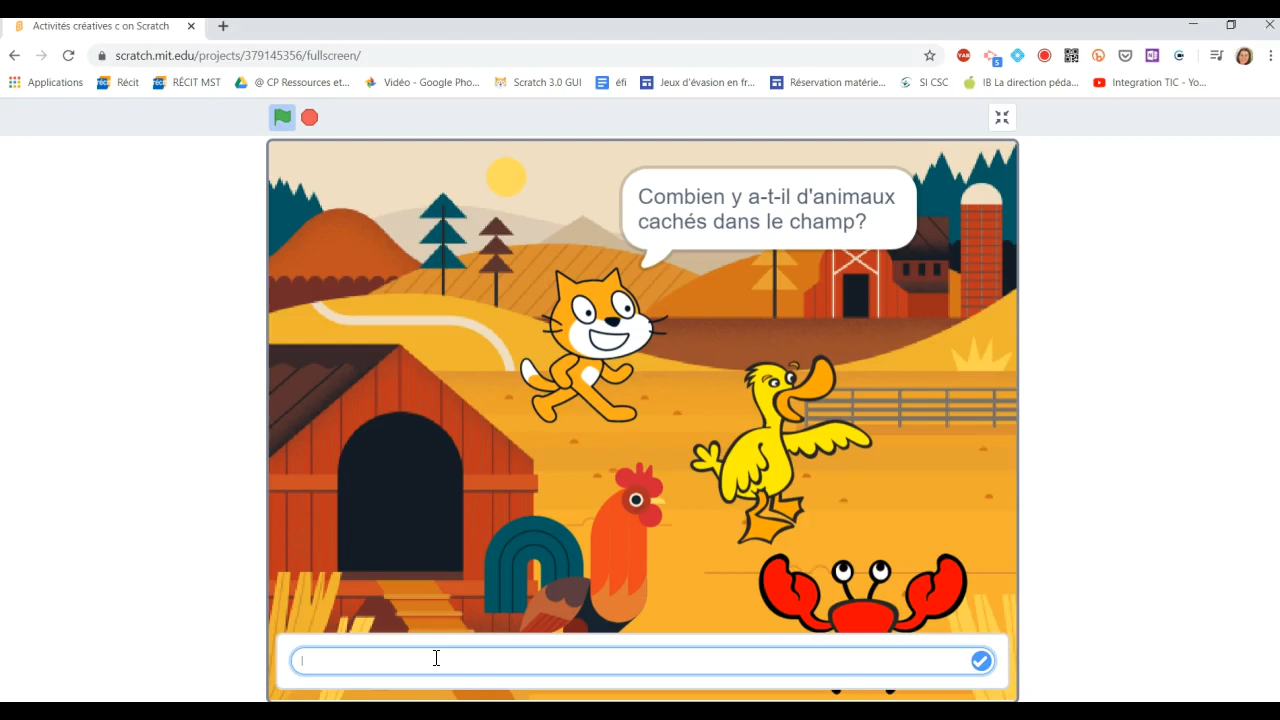 Activités créatives c on Scratch
scratch.mit.edu/projects/379145356/fullscreen/
Applications
Récit
RÉCIT MST
@ CP Ressources et...
Vidéo - Google Pho...
Scratch 3.0 GUI
éfi
Jeux d'évasion en fr...
Réservation matérie...
SI CSC
IB La direction péda...
Integration TIC - Yo...
Combien y a-t-il d'animaux
cachés dans le champ?